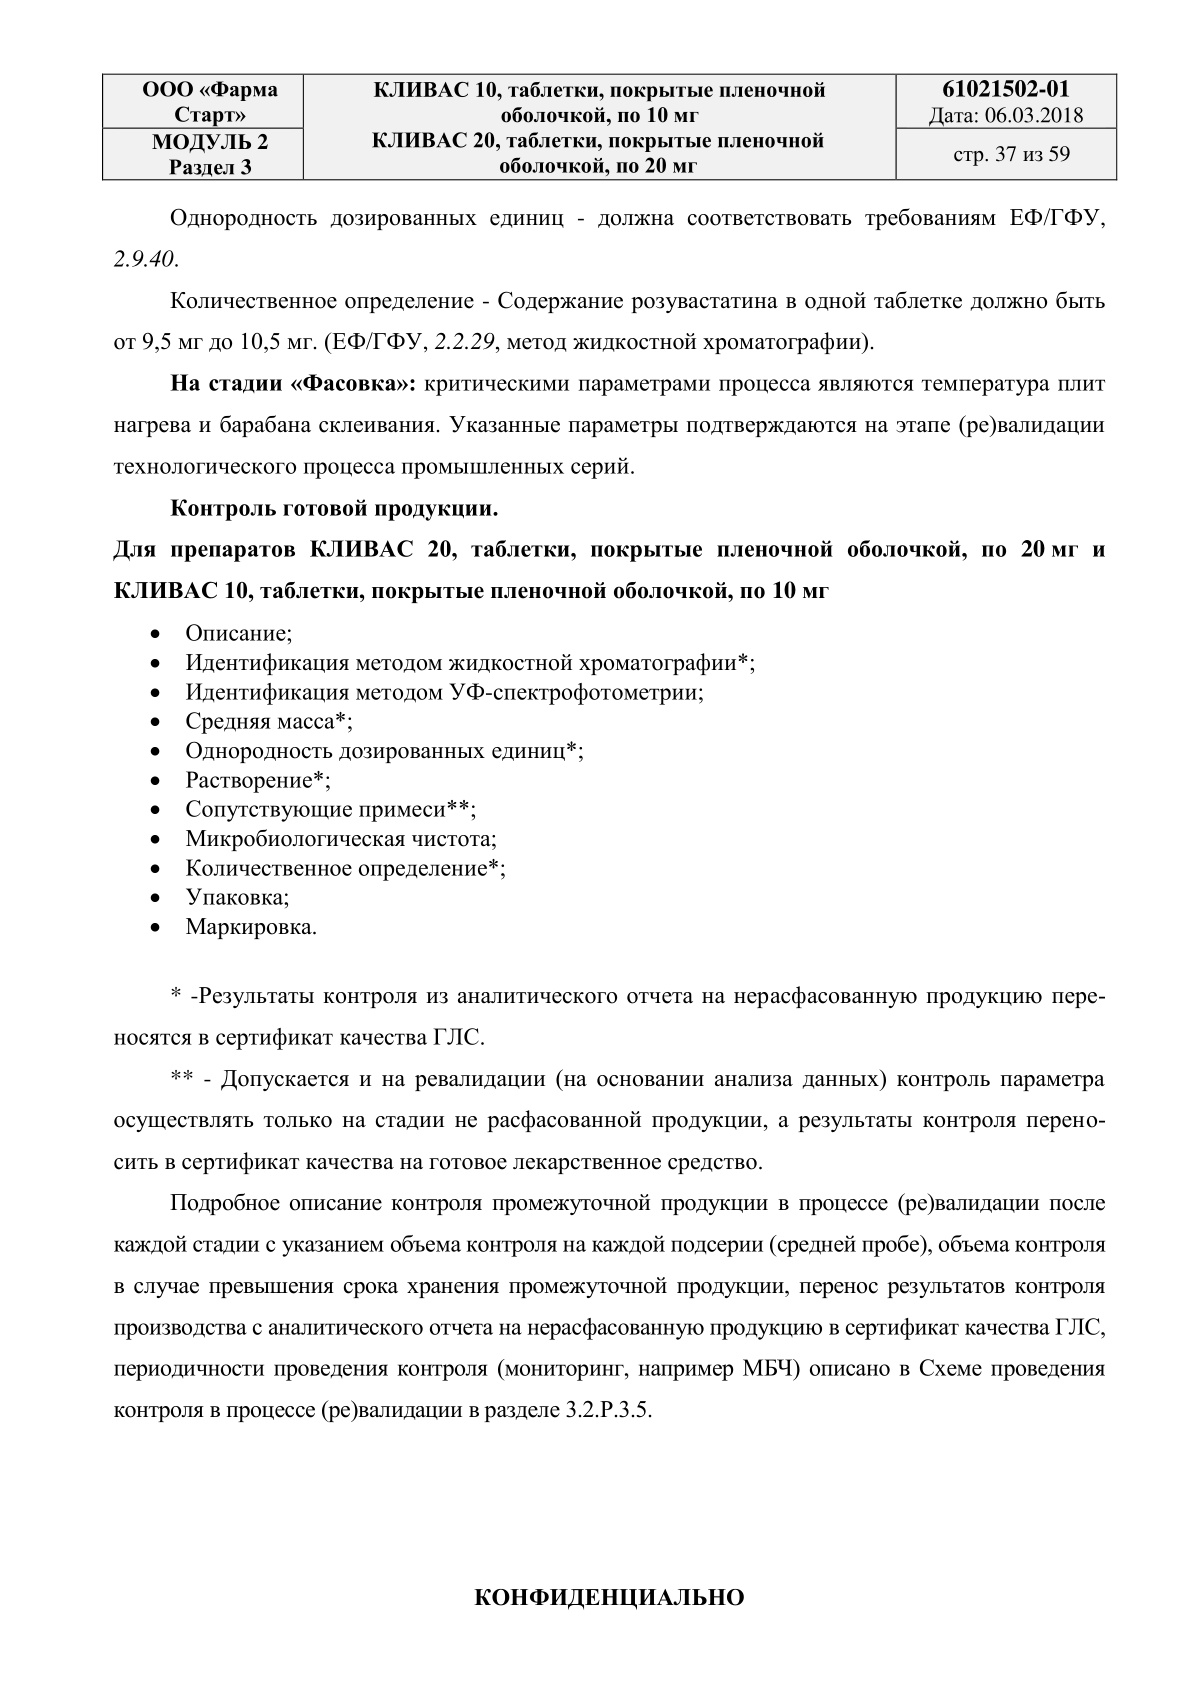 ООО «Фарма
Старт»
МОДУЛЬ 2
Раздел 3
КЛИВАС 10, таблетки, покрытые пленочной
оболочкой, по 10 мг
КЛИВАС 20, таблетки, покрытые пленочной
оболочкой, по 20 мг
61021502-01
Дата: 06.03.2018
стр. 37 из 59
Однородность дозированных единиц - должна соответствовать требованиям ЕФ/ГФУ,
2.9.40.
Количественное определение - Содержание розувастатина в одной таблетке должно быть
от 9,5 мг до 10,5 мг. (ЕФ/ГФУ, 2.2.29, метод жидкостной хроматографии).
На стадии «Фасовка»: критическими параметрами процесса являются температура плит
нагрева и барабана склеивания. Указанные параметры подтверждаются на этапе (ре)валидации
технологического процесса промышленных серий.
Контроль готовой продукции.
Для препаратов КЛИВАС 20, таблетки, покрытые пленочной оболочкой, по 20 мг и
КЛИВАС 10, таблетки, покрытые пленочной оболочкой, по 10 мг
• Описание;
• Идентификация методом жидкостной хроматографии*;
• Идентификация методом УФ-спектрофотометрии;
• Средняя масса*;
• Однородность дозированных единиц*;
• Растворение*;
• Сопутствующие примеси**;
• Микробиологическая чистота;
• Количественное определение*;
• Упаковка;
• Маркировка.
* -Результаты контроля из аналитического отчета на нерасфасованную продукцию пере-
носятся в сертификат качества ГЛС.
** - Допускается и на ревалидации (на основании анализа данных) контроль параметра
осуществлять только на стадии не расфасованной продукции, а результаты контроля перено-
сить в сертификат качества на готовое лекарственное средство.
Подробное описание контроля промежуточной продукции в процессе (ре)валидации после
каждой стадии с указанием объема контроля на каждой подсерии (средней пробе), объема контроля
в случае превышения срока хранения промежуточной продукции, перенос результатов контроля
производства с аналитического отчета на нерасфасованную продукцию в сертификат качества ГЛС,
периодичности проведения контроля (мониторинг, например МБЧ) описано в Схеме проведения
контроля в процессе (ре)валидации в разделе 3.2.Р.3.5.
КОНФИДЕНЦИАЛЬНО